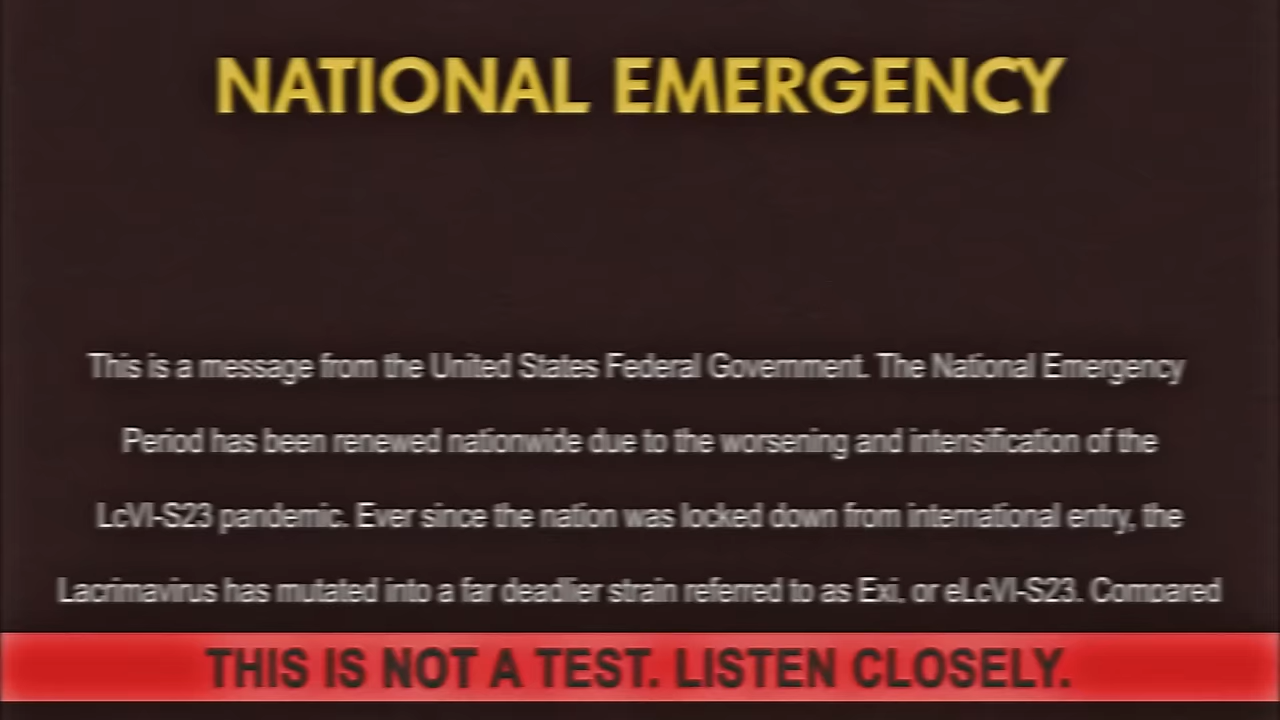 NATIONAL EMERGENCY
This is a message from the United States Federal Government. The National Emergency
Period has been renewed nationwide due to the worsening and intensification of the
LcVI-S23 pandemic. Ever since the nation was locked down from international entry, the
Lacrimavirus has mutated into a far deadlier strain referred to as Exi, or eLcVI-S23. Compared
THIS IS NOT A TEST. LISTEN CLOSELY.